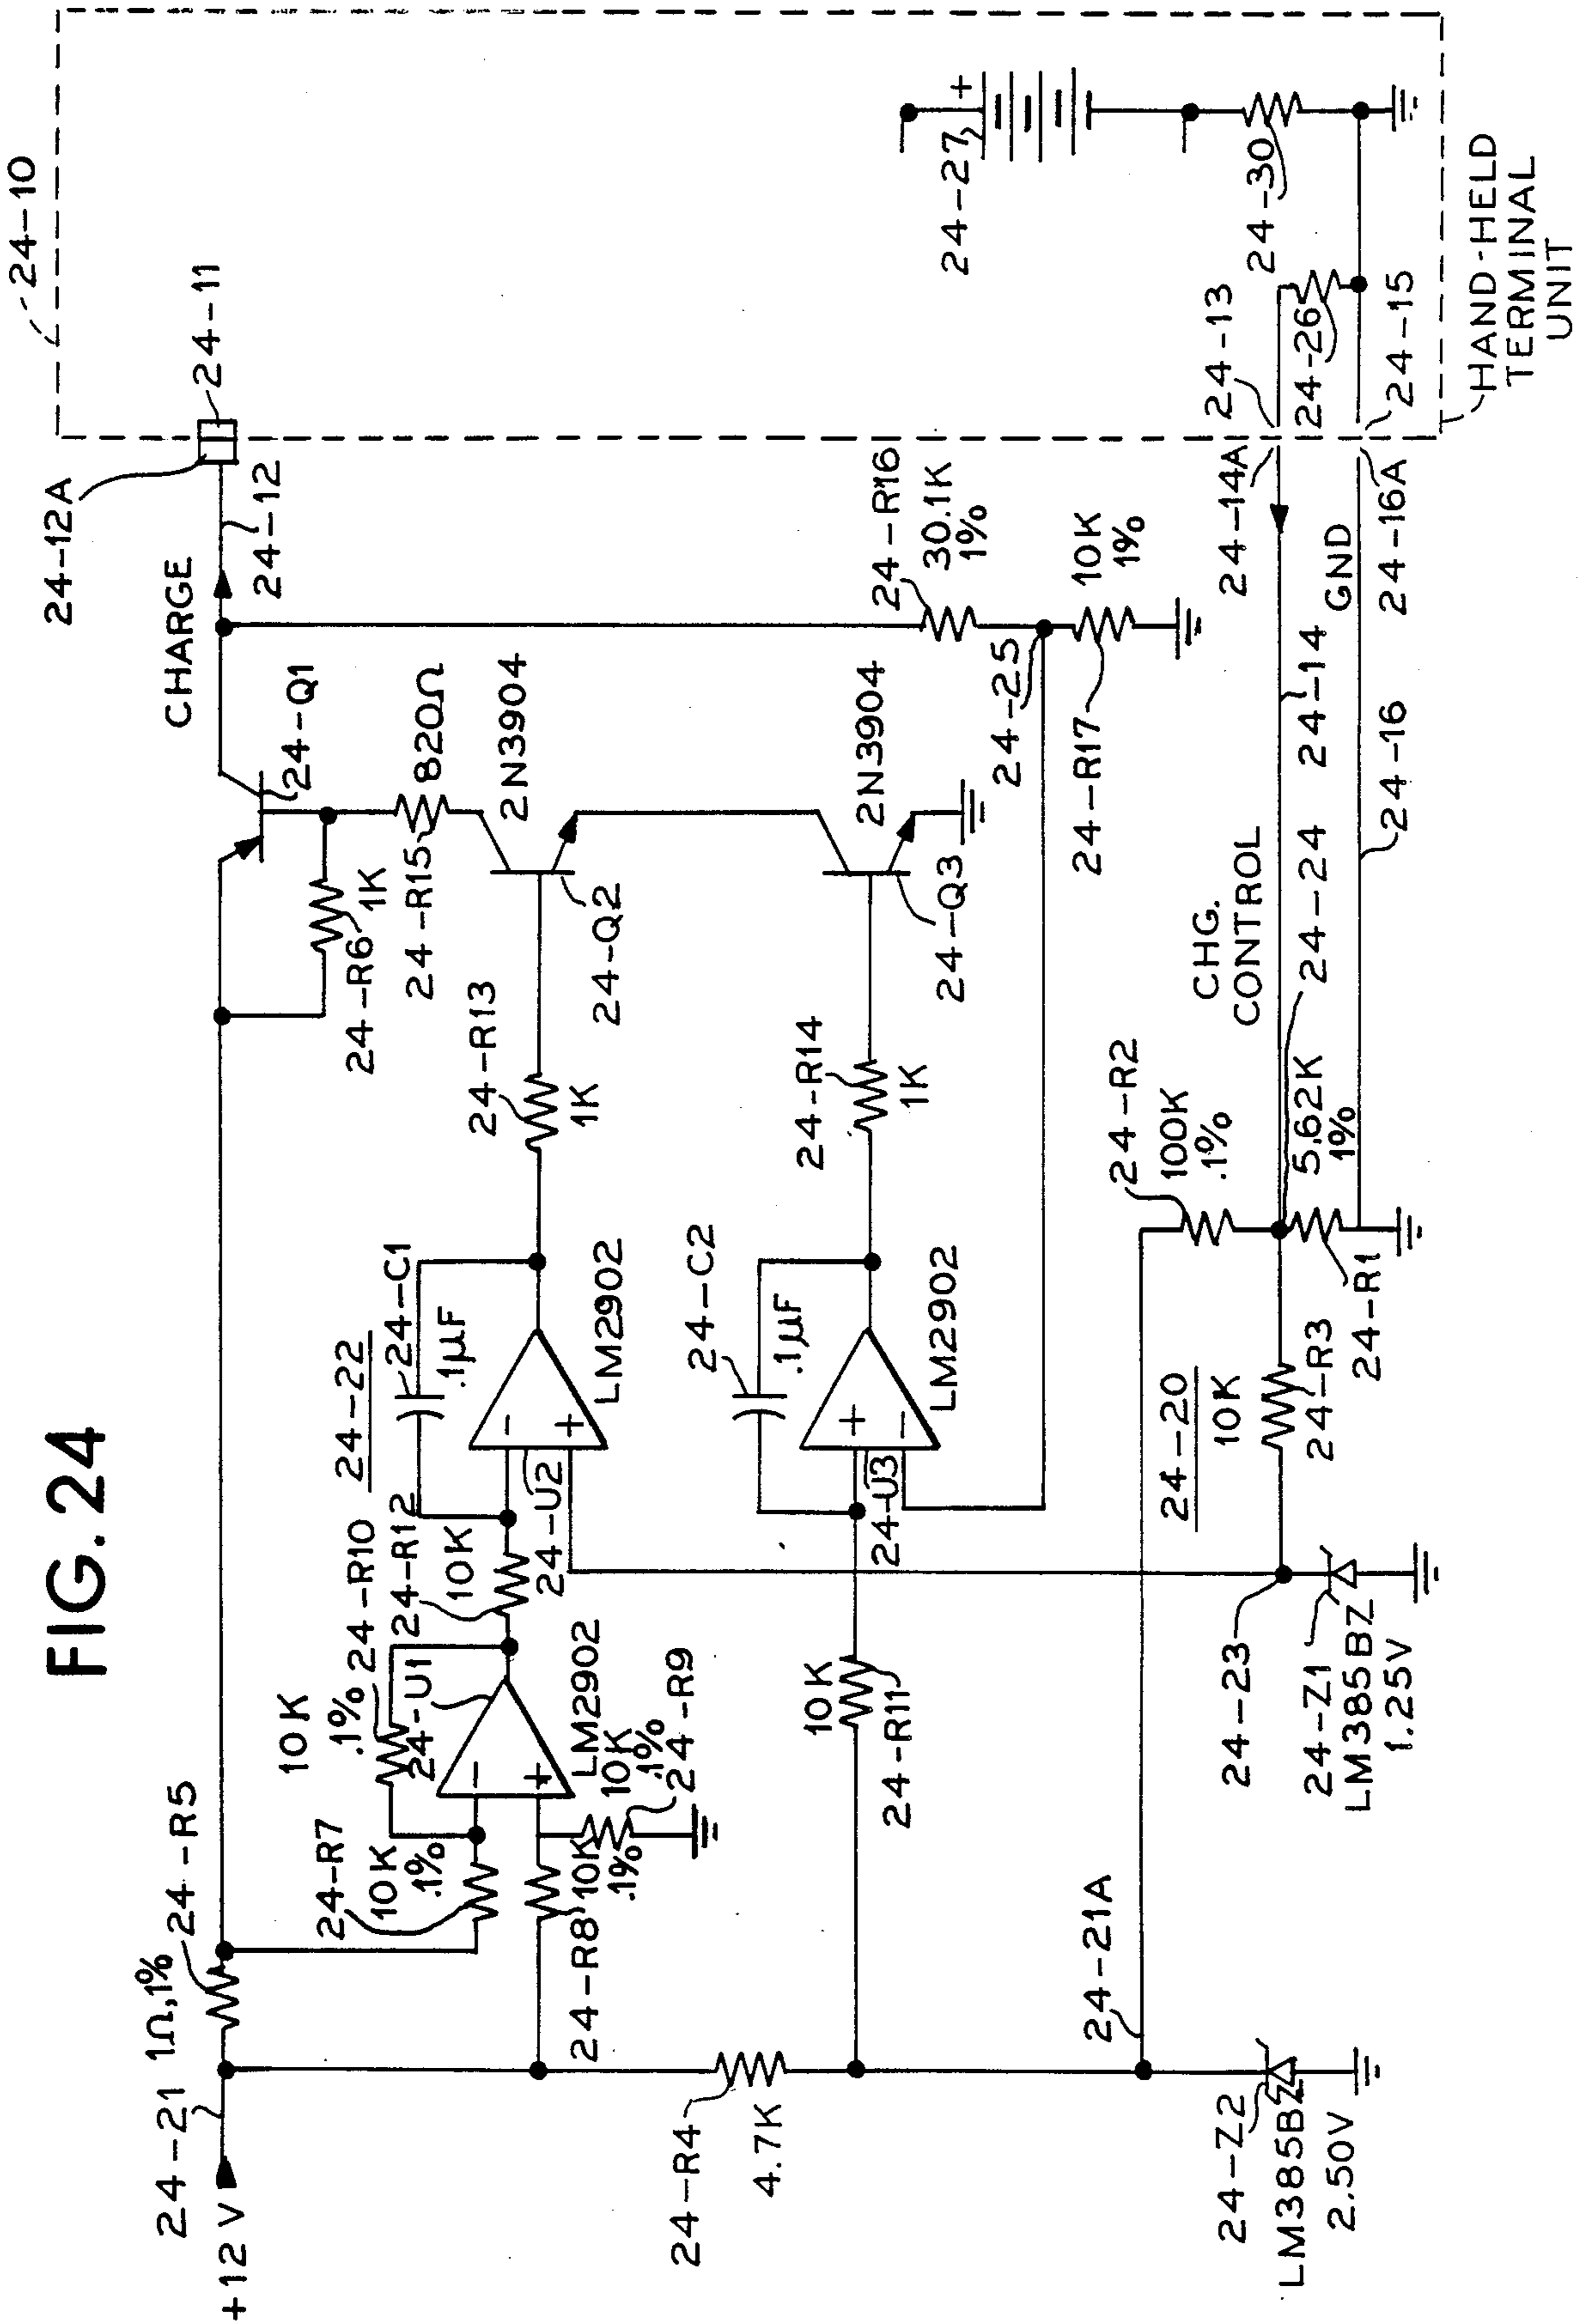 FIG. 24
24-10
24-11
24-12A
24-12
CHARGE
24-Q1
24-R6
1K
24-R15
820Ω
2N3904
24-Q2
24-R13
1K
24-22
24-C1
.1µF
LM2902
24-U2
24-R12
10K
24-R10
10K
.1%
24-U1
LM2902
24-R9
10K
.1%
24-R7
10K
.1%
24-R8
10K
.1%
24-R5
1Ω,1%
24-21
+12V
24-R4
4.7K
24-R11
10K
24-U3
24-C2
.1µF
LM2902
24-R14
1K
24-Q3
2N3904
24-R16
30.1K
1%
24-25
24-R17
10K
1%
24-27
+
24-30
24-26
24-13
24-14A
24-15
24-16A
GND
HAND-HELD
TERMINAL
UNIT
24-14
24-16
CHG.
CONTROL
24-24
24-R2
100K
.1%
5.62K
1%
24-R1
24-20
10K
24-R3
24-23
24-Z1
LM385BZ
1.25V
24-21A
24-Z2
LM385BZ
2.50V